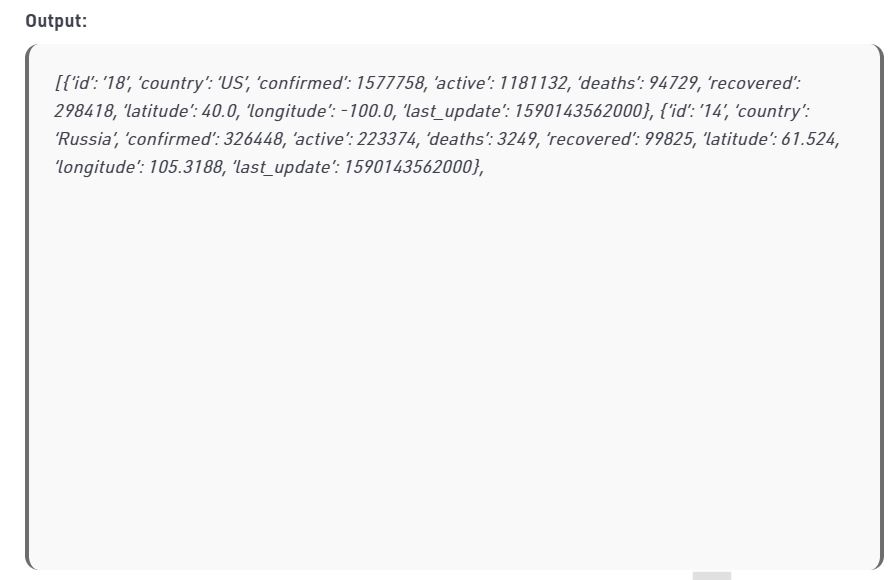 Output:
[{‘id’: ’18’, ‘country’: ‘US’, ‘confirmed’: 1577758, ‘active’: 1181132, ‘deaths’: 94729, ‘recovered’:
298418, ‘latitude’: 40.0, ‘longitude’: -100.0, ‘last_update’: 1590143562000}, {‘id’: ’14’, ‘country’:
‘Russia’, ‘confirmed’: 326448, ‘active’: 223374, ‘deaths’: 3249, ‘recovered’: 99825, ‘latitude’: 61.524,
‘longitude’: 105.3188, ‘last_update’: 1590143562000},